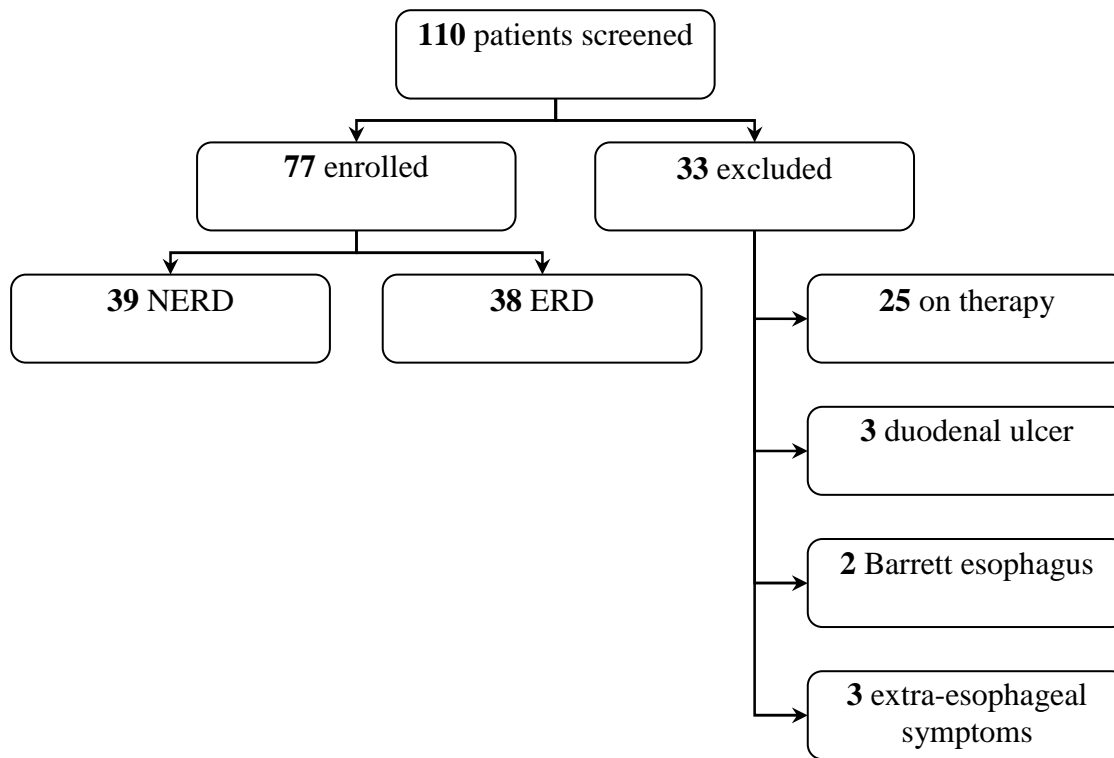 110 patients screened
77 enrolled
33 excluded
39 NERD
38 ERD
25 on therapy
3 duodenal ulcer
2 Barrett esophagus
3 extra-esophageal
symptoms